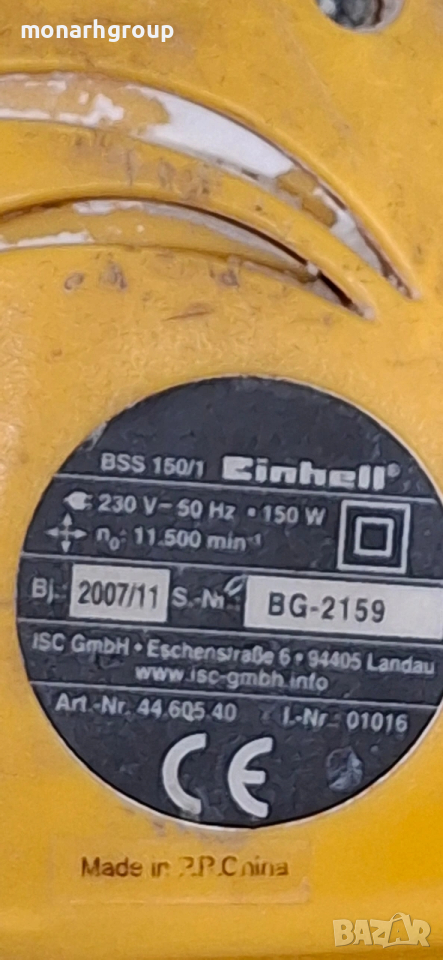 monarhgroup
BSS 150/1 Einhell®
230 V~ 50 Hz • 150 W
n₀: 11.500 min⁻¹
Bj.: 2007/11 S.-Nr.: BG-2159
ISC GmbH • Eschenstraße 6 • 94405 Landau
www.isc-gmbh.info
Art.-Nr. 44.605.40 I.-Nr.: 01016
CE
Made in P.R.China
BAZAR